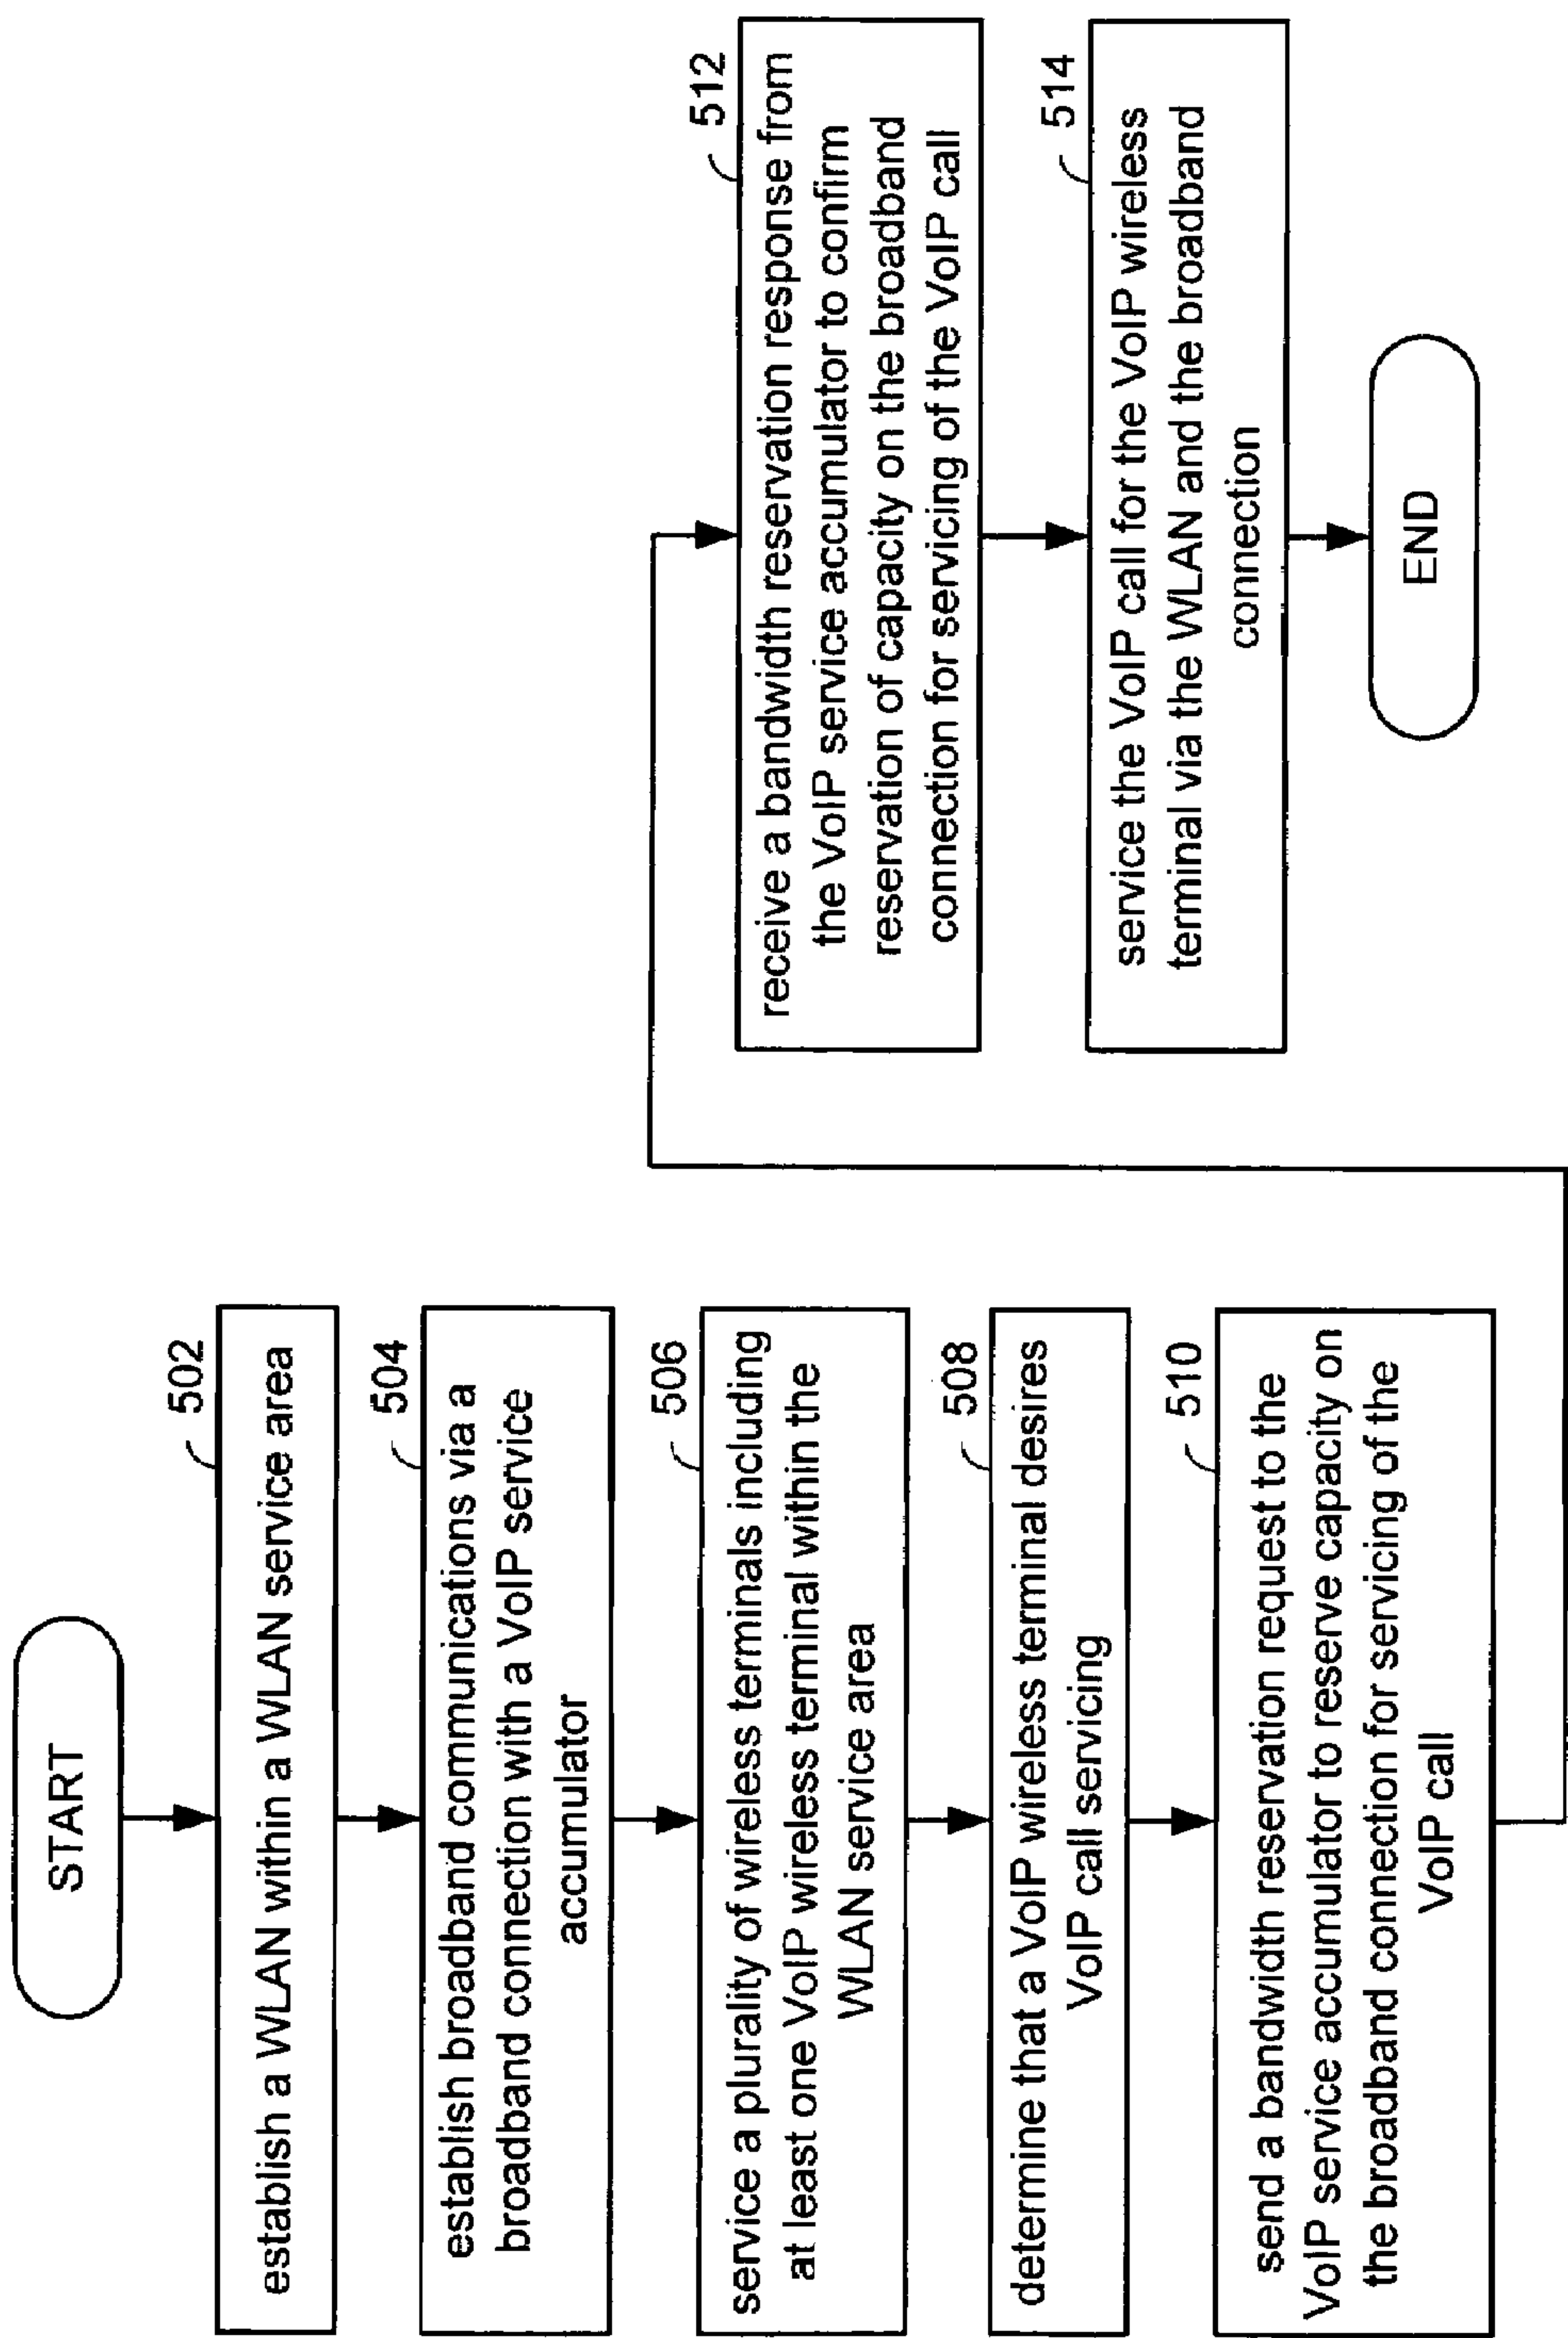 START
502
establish a WLAN within a WLAN service area
504
establish broadband communications via a
broadband connection with a VoIP service
accumulator
506
service a plurality of wireless terminals including
at least one VoIP wireless terminal within the
WLAN service area
508
determine that a VoIP wireless terminal desires
VoIP call servicing
510
send a bandwidth reservation request to the
VoIP service accumulator to reserve capacity on
the broadband connection for servicing of the
VoIP call
512
receive a bandwidth reservation response from
the VoIP service accumulator to confirm
reservation of capacity on the broadband
connection for servicing of the VoIP call
514
service the VoIP call for the VoIP wireless
terminal via the WLAN and the broadband
connection
END